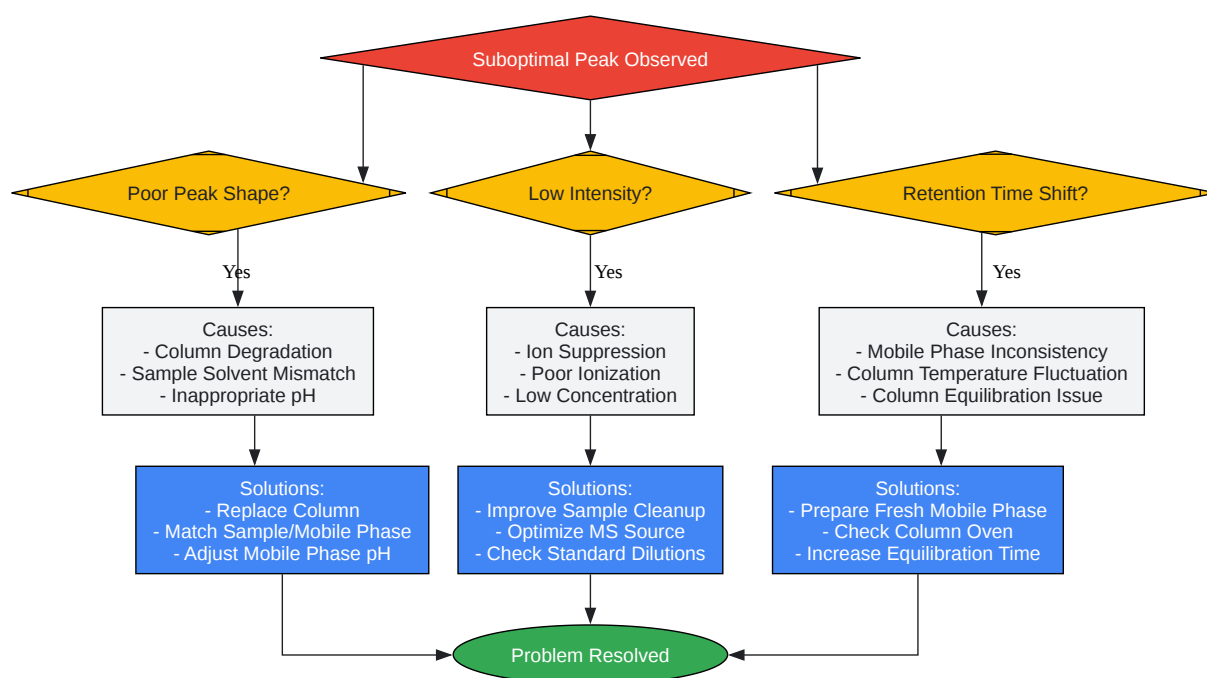 Suboptimal Peak Observed
Poor Peak Shape?
Low Intensity?
Retention Time Shift?
Yes
Yes
Yes
Causes:
- Column Degradation
- Sample Solvent Mismatch
- Inappropriate pH
Causes:
- Ion Suppression
- Poor Ionization
- Low Concentration
Causes:
- Mobile Phase Inconsistency
- Column Temperature Fluctuation
- Column Equilibration Issue
Solutions:
- Replace Column
- Match Sample/Mobile Phase
- Adjust Mobile Phase pH
Solutions:
- Improve Sample Cleanup
- Optimize MS Source
- Check Standard Dilutions
Solutions:
- Prepare Fresh Mobile Phase
- Check Column Oven
- Increase Equilibration Time
Problem Resolved